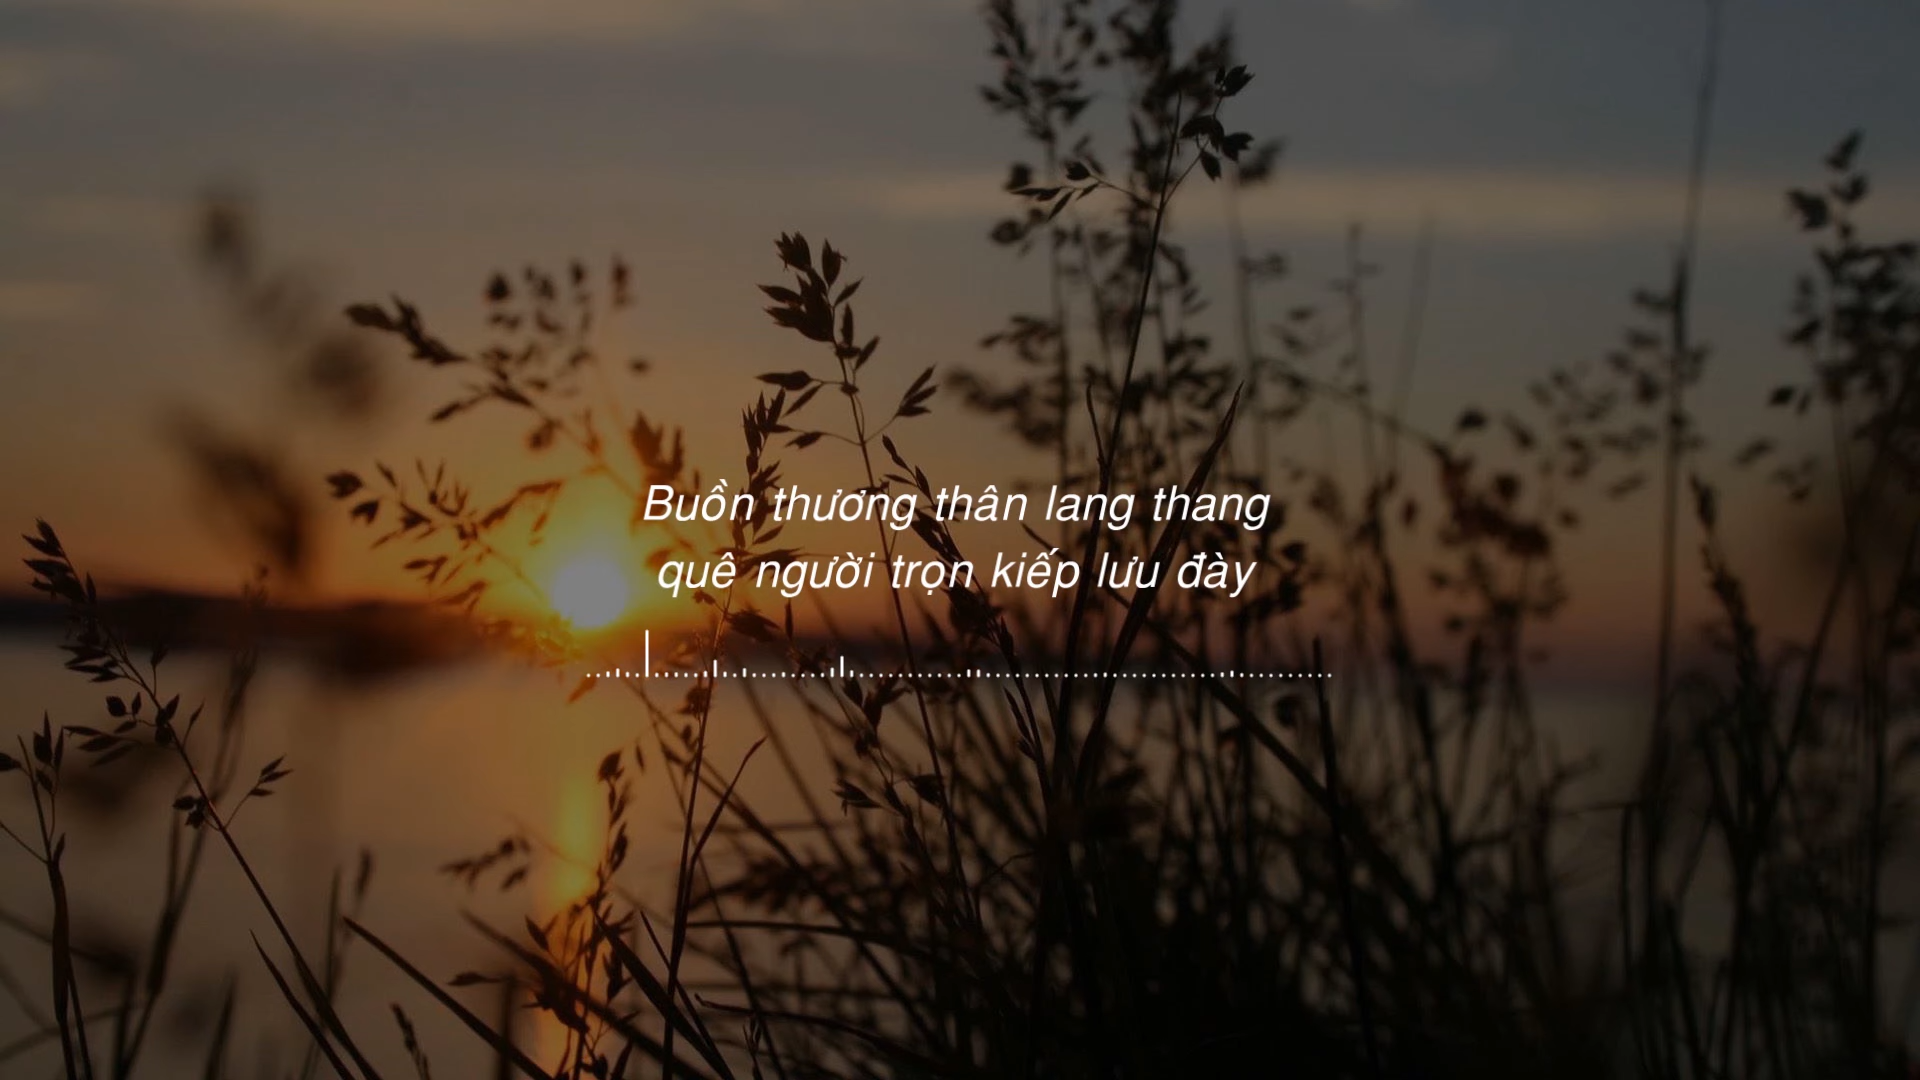 Buồn thương thân lang thang
quê người trọn kiếp lưu đày